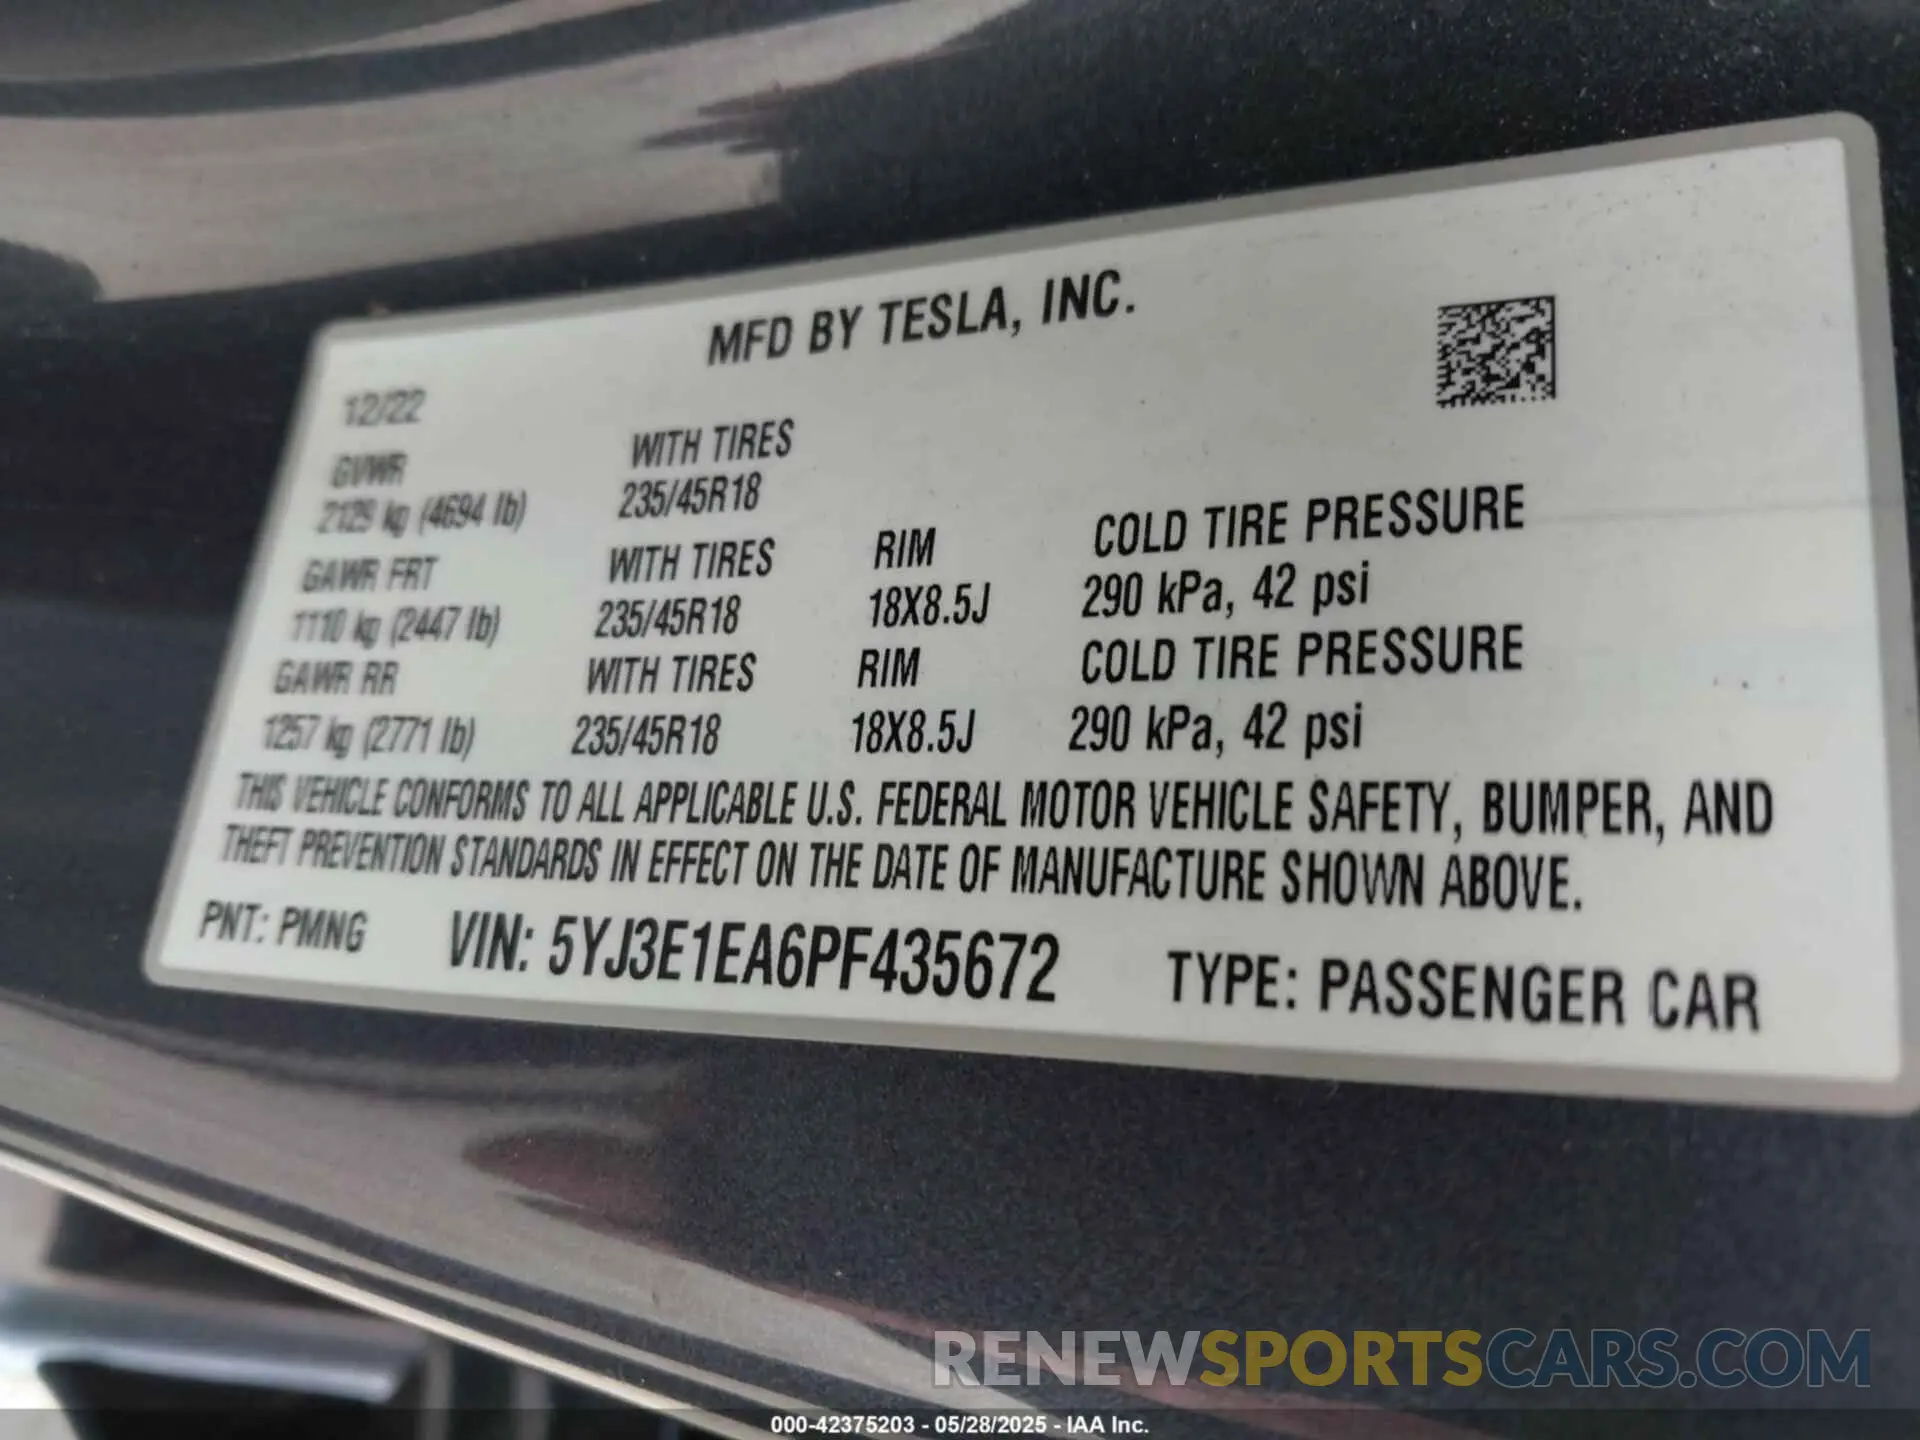 MFD BY TESLA, INC.
12/22
GVWR WITH TIRES
2129 kg (4694 lb) 235/45R18
GAWR FRT WITH TIRES RIM COLD TIRE PRESSURE
1110 kg (2447 lb) 235/45R18 18X8.5J 290 kPa, 42 psi
GAWR RR WITH TIRES RIM COLD TIRE PRESSURE
1257 kg (2771 lb) 235/45R18 18X8.5J 290 kPa, 42 psi
THIS VEHICLE CONFORMS TO ALL APPLICABLE U.S. FEDERAL MOTOR VEHICLE SAFETY, BUMPER, AND
THEFT PREVENTION STANDARDS IN EFFECT ON THE DATE OF MANUFACTURE SHOWN ABOVE.
PNT: PMNG VIN: 5YJ3E1EA6PF435672 TYPE: PASSENGER CAR
RENEWSPORTSCARS.COM
000-42375203 - 05/28/2025 - IAA Inc.